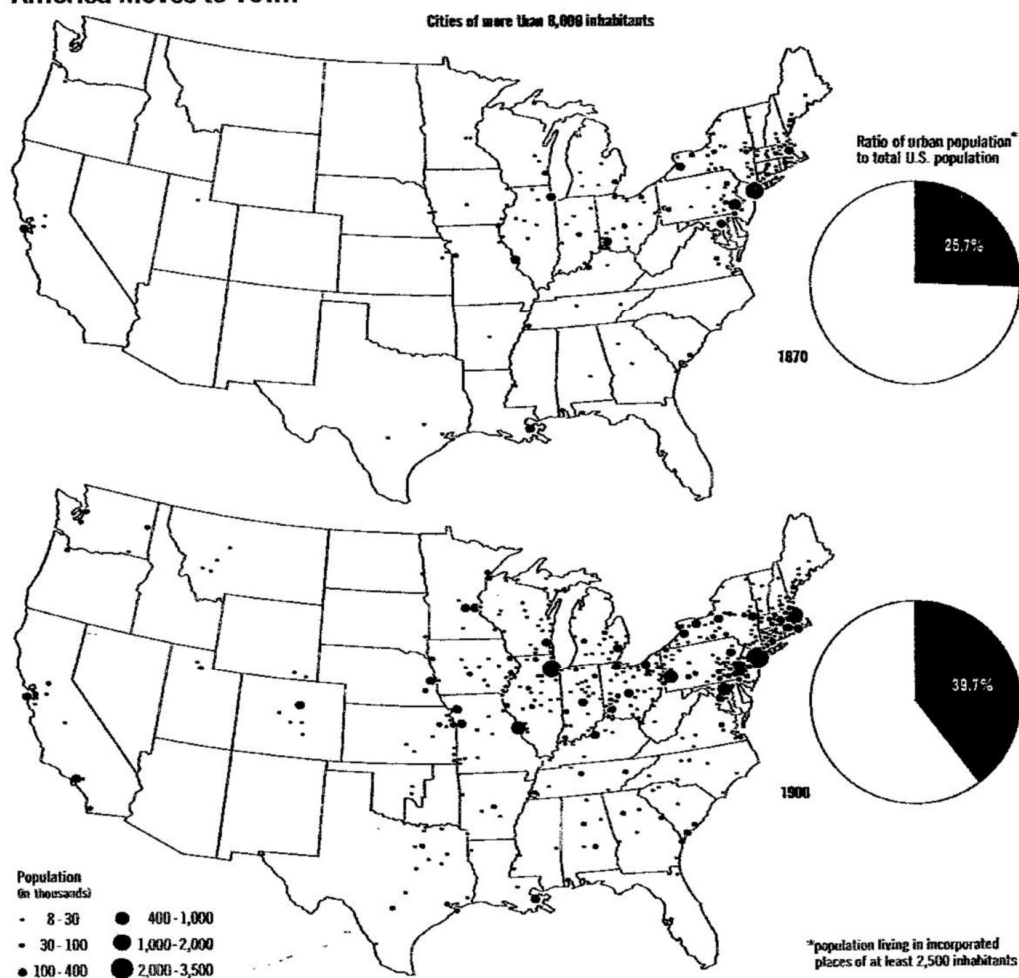 America Moves to Town
Cities of more than 8,000 inhabitants
Ratio of urban population*
to total U.S. population
25.7%
1870
39.7%
1900
Population
(in thousands)
8 - 30
30 - 100
100 - 400
400 - 1,000
1,000 - 2,000
2,000 - 3,500
*population living in incorporated
places of at least 2,500 inhabitants